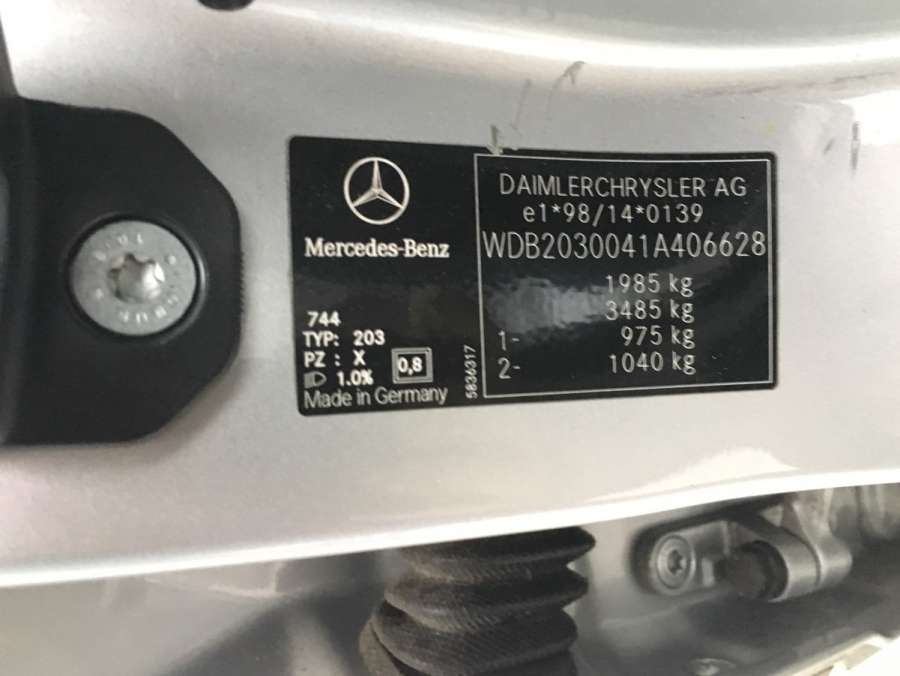 Mercedes-Benz
744
TYP: 203
PZ : X
1.0%
0,8
Made in Germany
5836317
DAIMLERCHRYSLER AG
e1*98/14*0139
WDB2030041A406628
1985 kg
3485 kg
1- 975 kg
2- 1040 kg